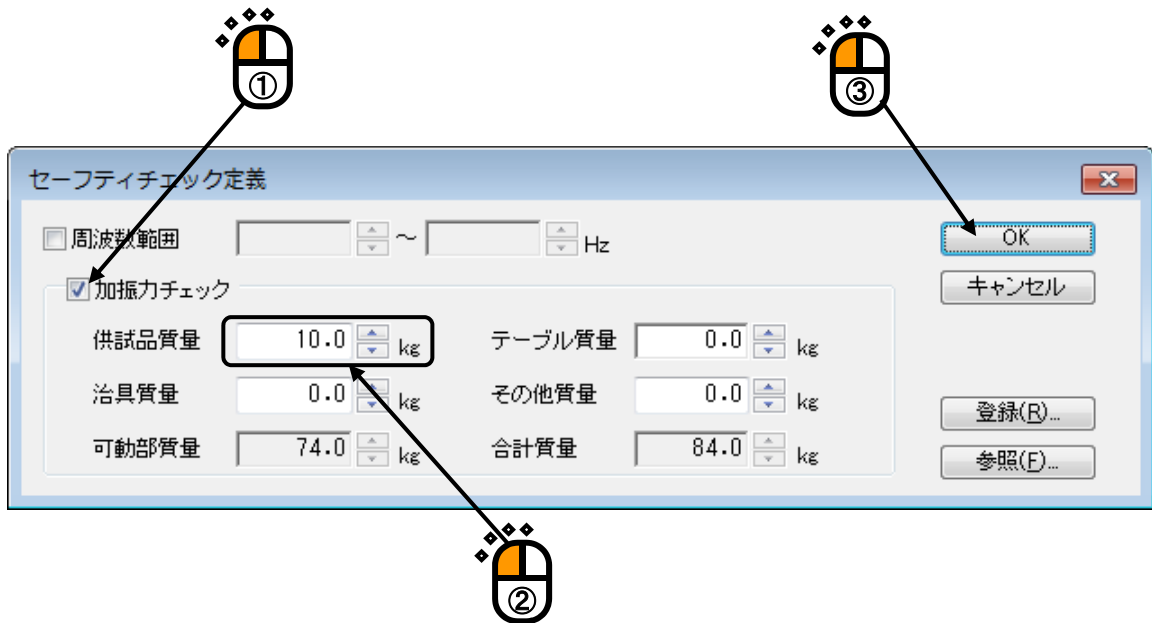 ① ③
セーフティチェック定義
周波数範囲 ～ Hz OK
加振力チェック キャンセル
供試品質量 10.0 kg テーブル質量 0.0 kg
治具質量 0.0 kg その他質量 0.0 kg 登録(R)...
可動部質量 74.0 kg 合計質量 84.0 kg 参照(F)...
②